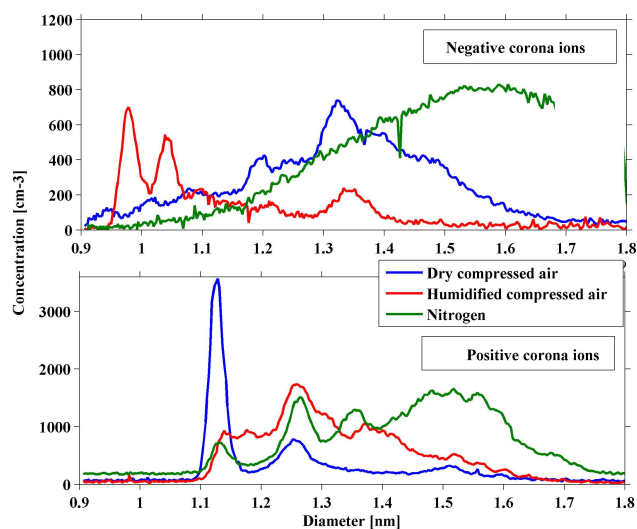 1200
1000
800
600
400
200
0
Negative corona ions
0.9 1 1.1 1.2 1.3 1.4 1.5 1.6 1.7 1.8
Concentration [cm-3]
Dry compressed air
Humidified compressed air
Nitrogen
3000
2000
1000
0
Positive corona ions
0.9 1 1.1 1.2 1.3 1.4 1.5 1.6 1.7 1.8
Diameter [nm]